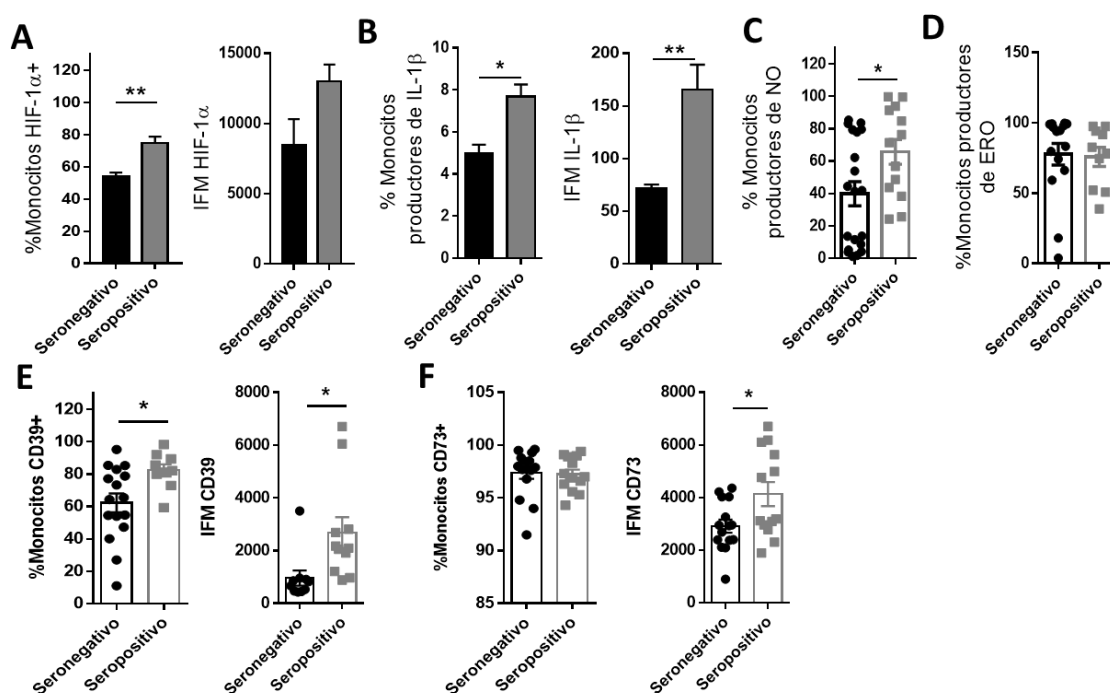 A
%Monocitos HIF-1α+
120
100
80
60
40
20
0
**
Seronegativo
Seropositivo
IFM HIF-1α
15000
10000
5000
0
Seronegativo
Seropositivo
B
% Monocitos
productores de IL-1β
10
8
6
4
2
0
*
Seronegativo
Seropositivo
IFM IL-1β
200
150
100
50
0
**
Seronegativo
Seropositivo
C
% Monocitos
productores de NO
120
100
80
60
40
20
0
*
Seronegativo
Seropositivo
D
%Monocitos productores
de ERO
150
100
50
0
Seronegativo
Seropositivo
E
%Monocitos CD39+
120
100
80
60
40
20
0
*
Seronegativo
Seropositivo
IFM CD39
8000
6000
4000
2000
0
*
Seronegativo
Seropositivo
F
%Monocitos CD73+
105
100
95
90
85
Seronegativo
Seropositivo
IFM CD73
8000
6000
4000
2000
0
*
Seronegativo
Seropositivo